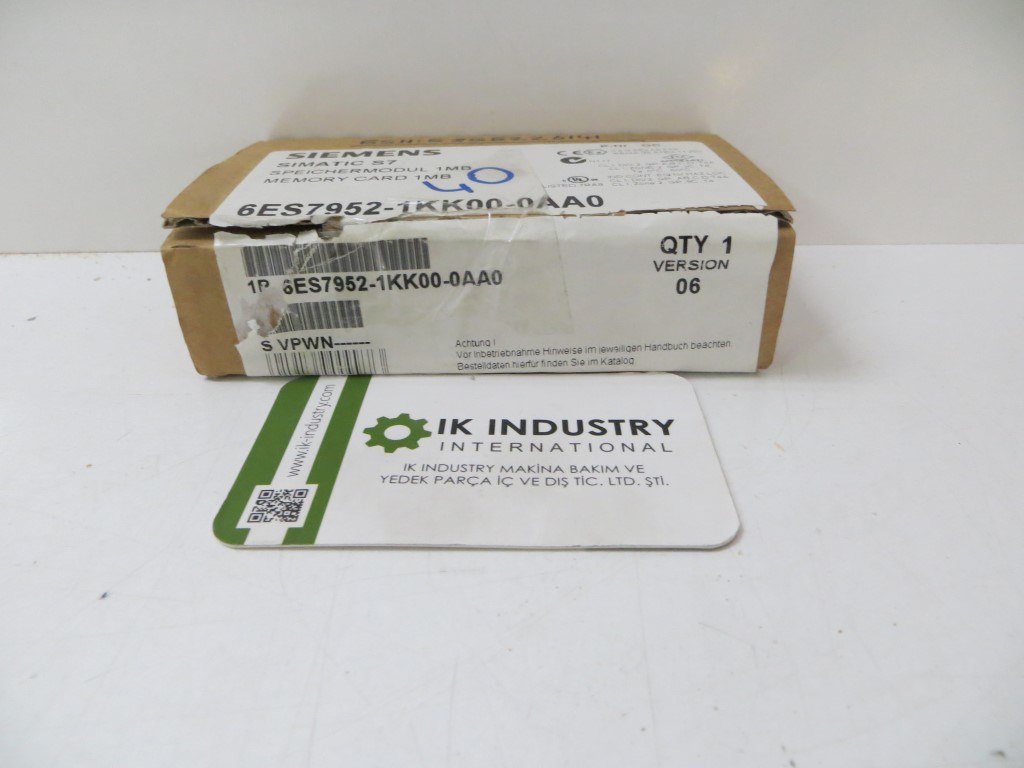 SIEMENS
SIMATIC S7
SPEICHERMODUL 1MB
MEMORY CARD 1MB
6ES7952-1KK00-0AA0
1P 6ES7952-1KK00-0AA0
S VPWN------
QTY 1
VERSION
06
Achtung !
Vor Inbetriebnahme Hinweise im jeweiligen Handbuch beachten
Bestelldaten hierfür finden Sie im Katalog
www.ik-industry.com
IK INDUSTRY
INTERNATIONAL
IK INDUSTRY MAKİNA BAKIM VE
YEDEK PARÇA İÇ VE DIŞ TİC. LTD. ŞTİ.